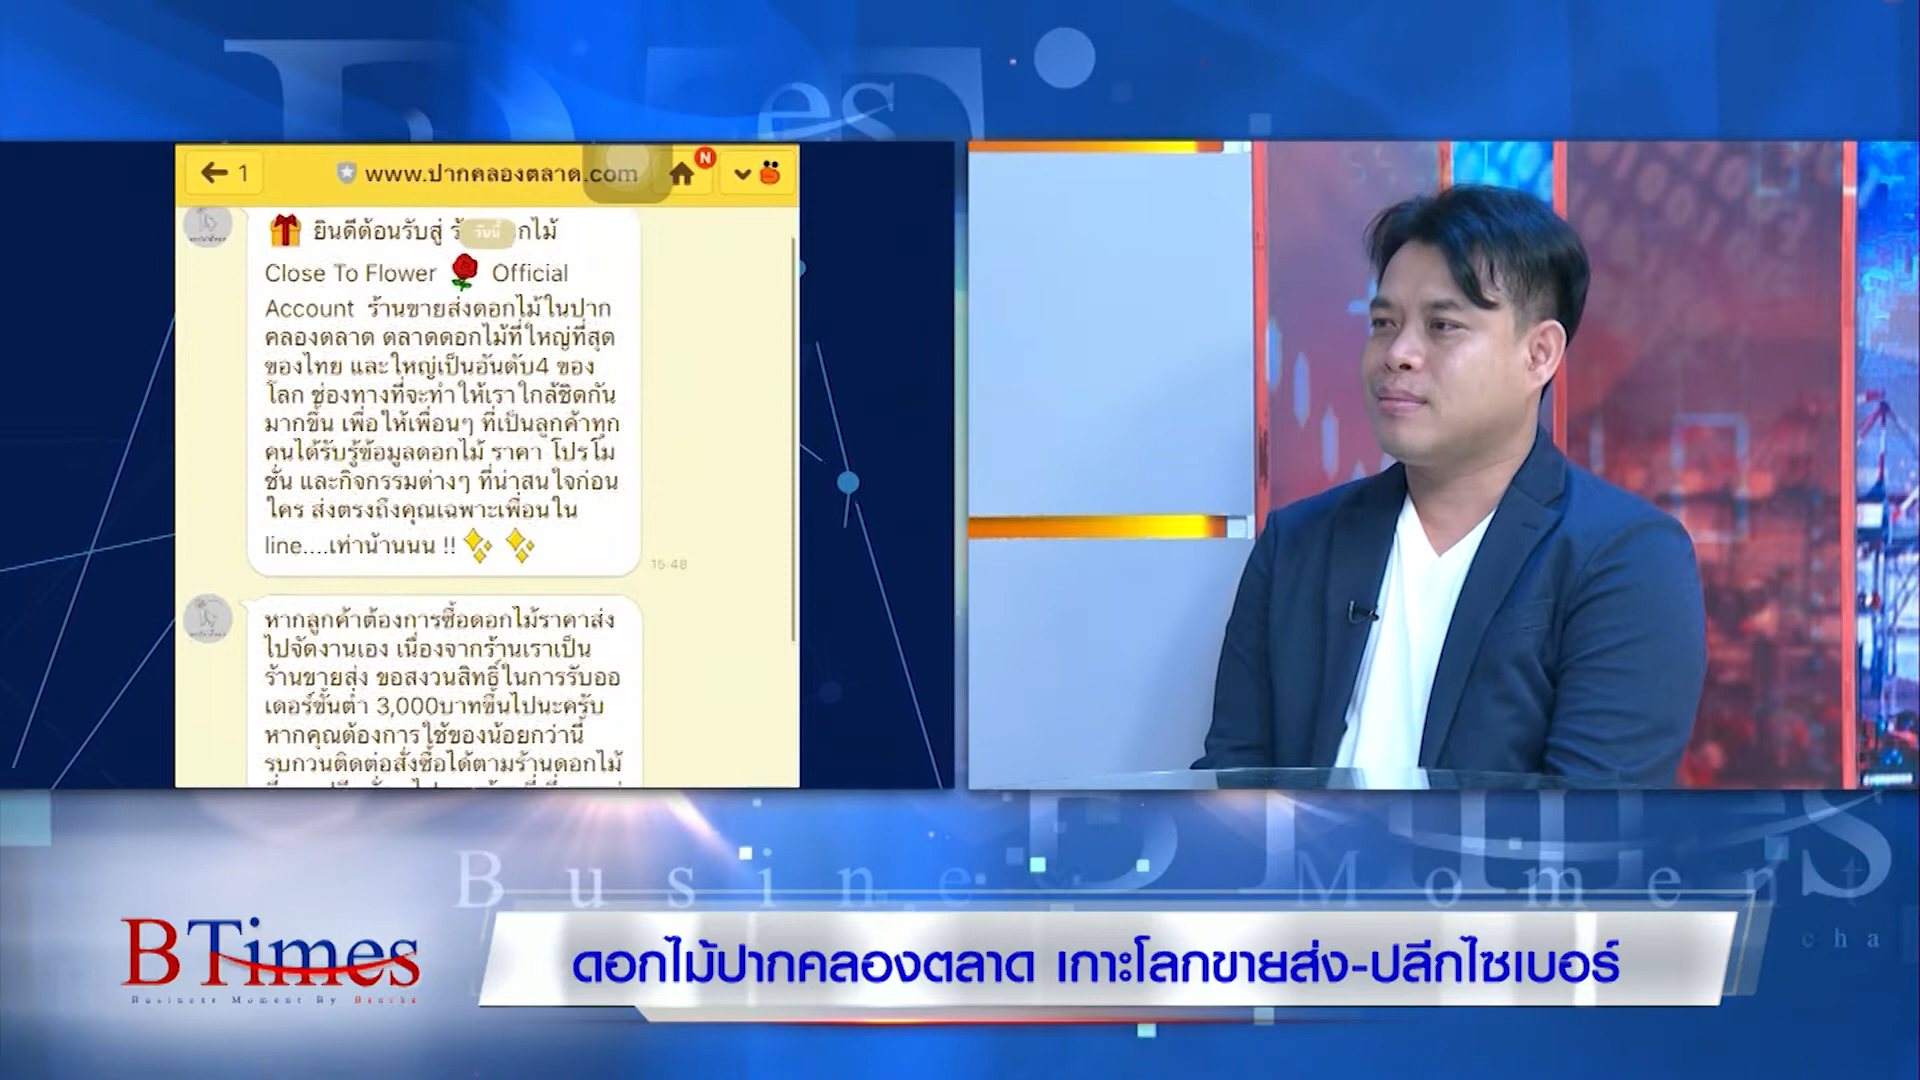 ← 1
www.ปากคลองตลาด.com
N
ยินดีต้อนรับสู่
วันนี้
Close To Flower Official
Account ร้านขายส่งดอกไม้ในปาก
คลองตลาด ตลาดดอกไม้ที่ใหญ่ที่สุด
ของไทย และใหญ่เป็นอันดับ4 ของ
โลก ช่องทางที่จะทำให้เราใกล้ชิดกัน
มากขึ้น เพื่อให้เพื่อนๆ ที่เป็นลูกค้าทุก
คนได้รับรู้ข้อมูลดอกไม้ ราคา โปรโม
ชั่น และกิจกรรมต่างๆ ที่น่าสนใจก่อน
ใคร ส่งตรงถึงคุณเฉพาะเพื่อนใน
line....เท่าน้านนน !!
15:48
หากลูกค้าต้องการซื้อดอกไม้ราคาส่ง
ไปจัดงานเอง เนื่องจากร้านเราเป็น
ร้านขายส่ง ขอสงวนสิทธิ์ในการรับออ
เดอร์ขั้นต่ำ 3,000บาทขึ้นไปนะครับ
หากคุณต้องการใช้ของน้อยกว่านี้
รบกวนติดต่อสั่งซื้อได้ตามร้านดอกไม้
BTimes
Business Moment By Bancha
ดอกไม้ปากคลองตลาด เกาะโลกขายส่ง-ปลีกไซเบอร์